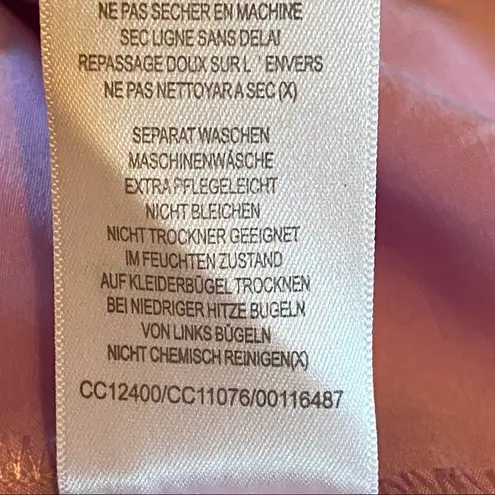 NE PAS SECHER EN MACHINE
SEC LIGNE SANS DELAI
REPASSAGE DOUX SUR L ' ENVERS
NE PAS NETTOYAR A SEC (X)
SEPARAT WASCHEN
MASCHINENWÄSCHE
EXTRA PFLEGELEICHT
NICHT BLEICHEN
NICHT TROCKNER GEEIGNET
IM FEUCHTEN ZUSTAND
AUF KLEIDERBÜGEL TROCKNEN
BEI NIEDRIGER HITZE BUGELN
VON LINKS BÜGELN
NICHT CHEMISCH REINIGEN(X)
CC12400/CC11076/00116487